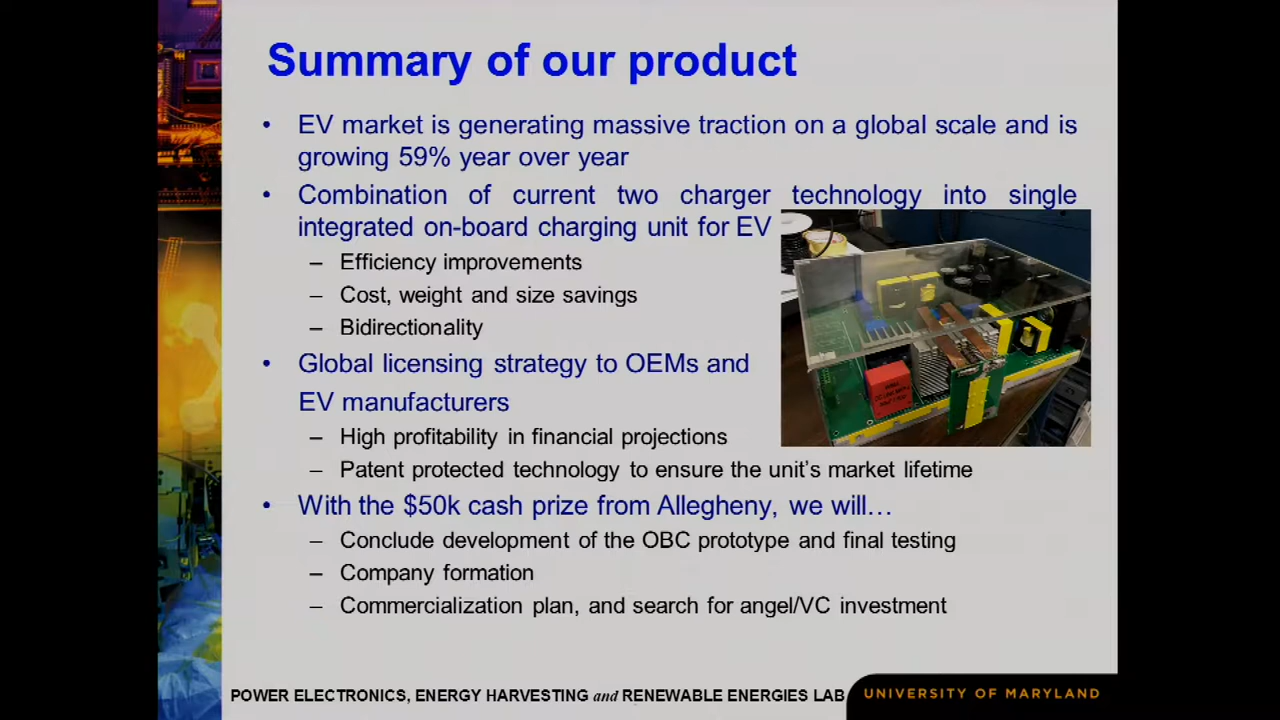 Summary of our product
• EV market is generating massive traction on a global scale and is
growing 59% year over year
• Combination of current two charger technology into single
integrated on-board charging unit for EV
– Efficiency improvements
– Cost, weight and size savings
– Bidirectionality
• Global licensing strategy to OEMs and
EV manufacturers
– High profitability in financial projections
– Patent protected technology to ensure the unit's market lifetime
• With the $50k cash prize from Allegheny, we will…
– Conclude development of the OBC prototype and final testing
– Company formation
– Commercialization plan, and search for angel/VC investment
POWER ELECTRONICS, ENERGY HARVESTING and RENEWABLE ENERGIES LAB
UNIVERSITY OF MARYLAND